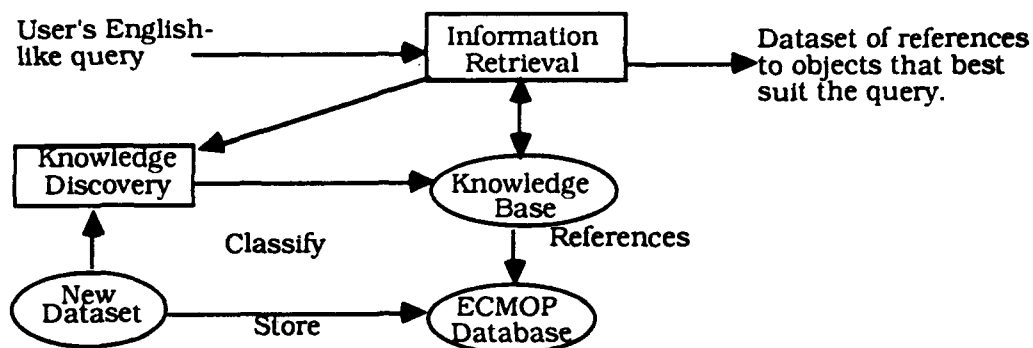 User's English-
like query
Information
Retrieval
Dataset of references
to objects that best
suit the query.
Knowledge
Discovery
Knowledge
Base
Classify
References
New
Dataset
Store
ECMOP
Database